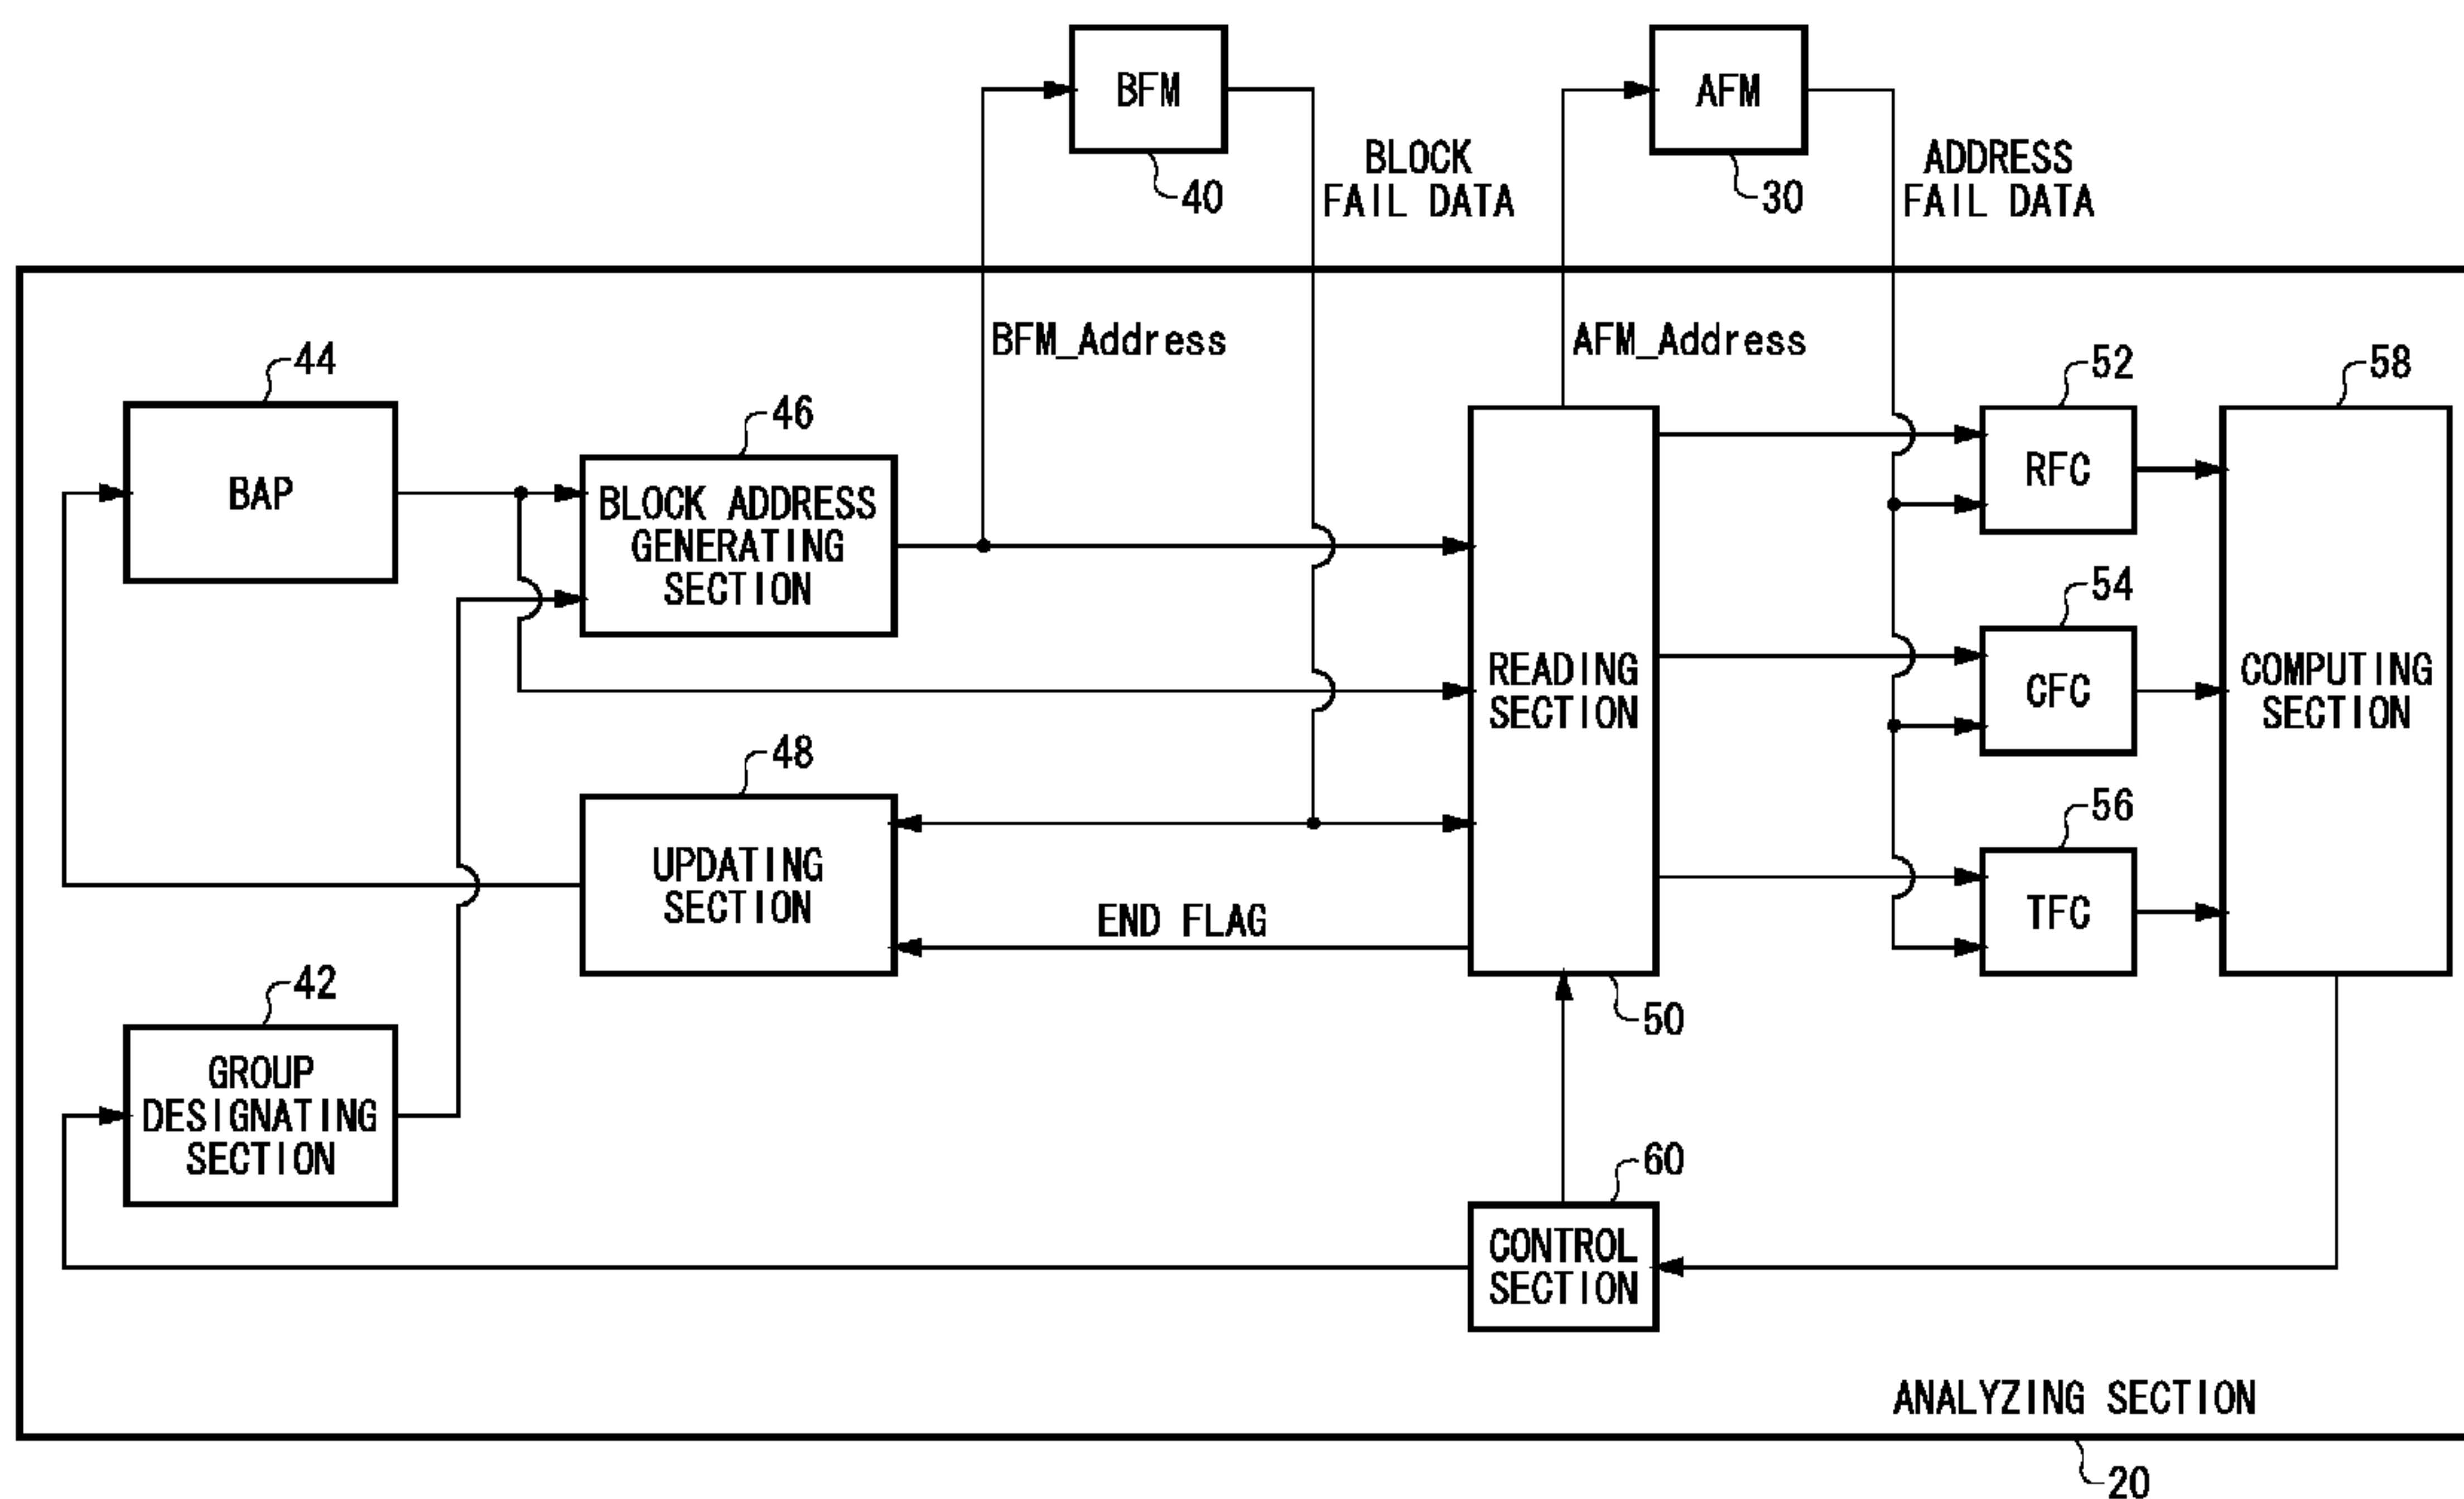 BFM
40
BLOCK
FAIL DATA
AFM
30
ADDRESS
FAIL DATA
BFM_Address
AFM_Address
44
BAP
46
BLOCK ADDRESS
GENERATING
SECTION
52
RFC
58
COMPUTING
SECTION
READING
SECTION
50
54
CFC
48
UPDATING
SECTION
END FLAG
56
TFC
42
GROUP
DESIGNATING
SECTION
60
CONTROL
SECTION
ANALYZING SECTION
20